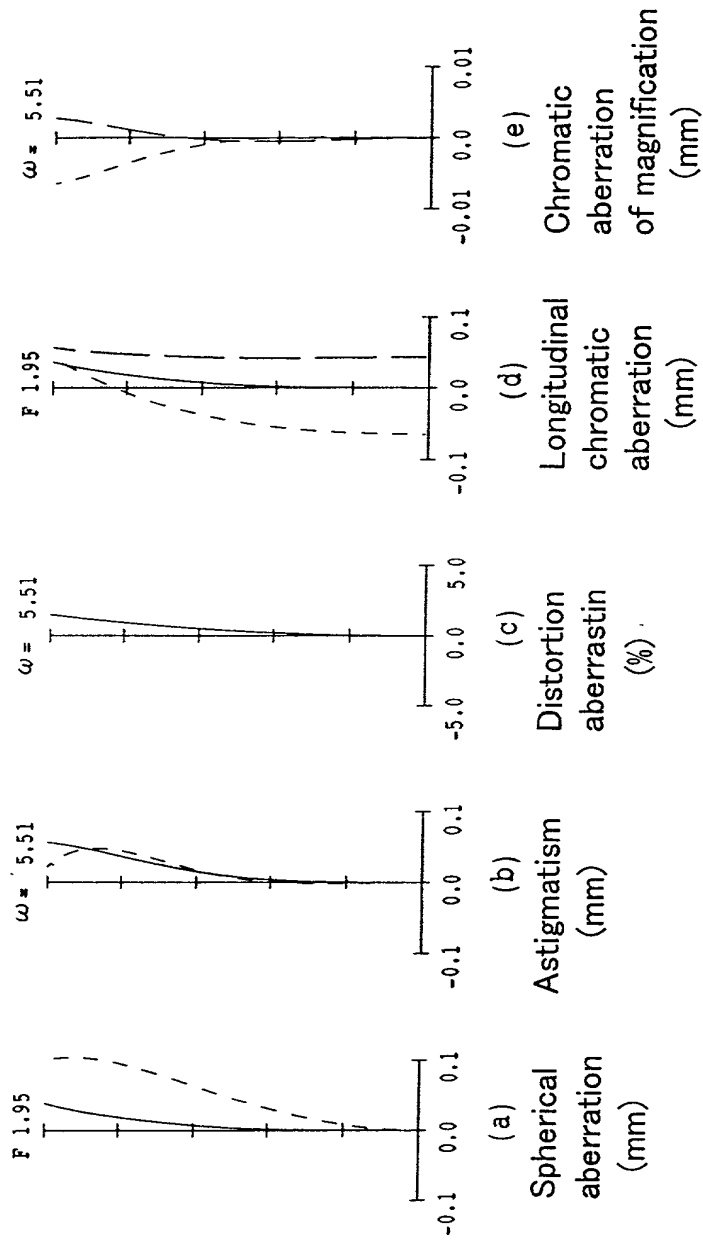 F 1.95
-0.1 0.0 0.1
(a)
Spherical
aberration
(mm)
ω = 5.51
-0.1 0.0 0.1
(b)
Astigmatism
(mm)
ω = 5.51
-5.0 0.0 5.0
(c)
Distortion
aberrastin
(%)
F 1.95
-0.1 0.0 0.1
(d)
Longitudinal
chromatic
aberration
(mm)
ω = 5.51
-0.01 0.0 0.01
(e)
Chromatic
aberration
of magnification
(mm)